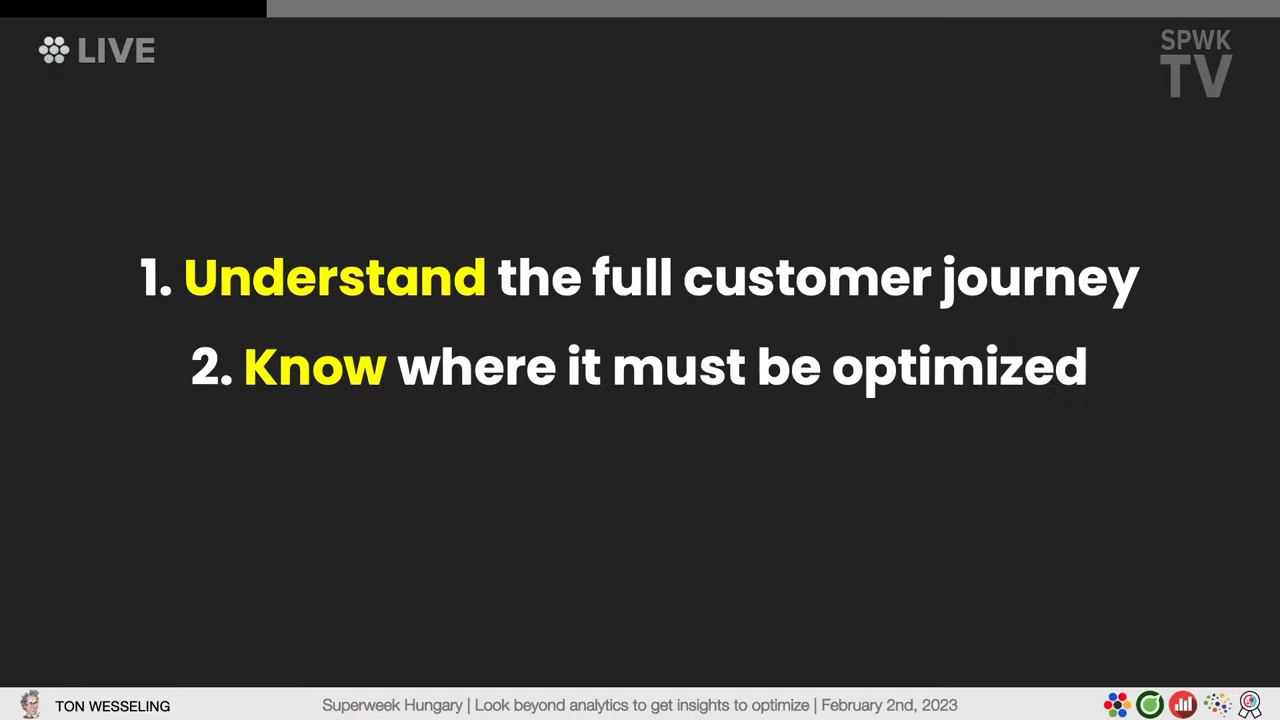 LIVE
SPWK
TV
1. Understand the full customer journey
2. Know where it must be optimized
TON WESSELING
Superweek Hungary | Look beyond analytics to get insights to optimize | February 2nd, 2023